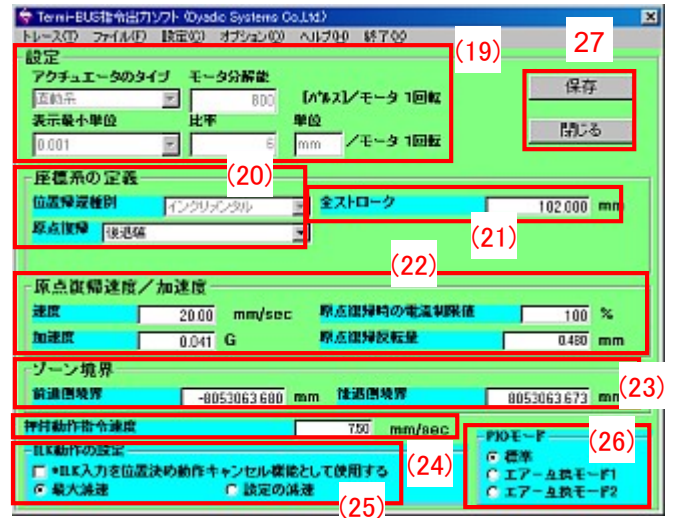 Termi-BUS指令出力ソフト (Dyadic Systems Co.,Ltd.)
トレース(T) ファイル(F) 設定(C) オプション(O) ヘルプ(H) 終了(X)
(19)
27
設定
アクチュエータのタイプ モータ分解能
直動系 800 [パルス]/モータ 1回転
保存
表示最小単位 比率 単位
0.001 6 mm /モータ 1回転
閉じる
座標系の定義 (20)
位置帰還種別 インクリメンタル 全ストローク 102.000 mm
原点復帰 後退端
(21)
(22)
原点復帰速度/加速度
速度 20.00 mm/sec 原点復帰時の電流制限値 100 %
加速度 0.041 G 原点復帰反転量 0.480 mm
ゾーン境界
前進側境界 -8053063.680 mm 後退側境界 8053063.673 mm
(23)
押付動作指令速度 7.50 mm/sec
PIOモード (26)
ILK動作の設定
(24)
標準
*ILK入力を位置決め動作キャンセル機能として使用する
エアー互換モード1
最大減速 設定の減速
エアー互換モード2
(25)